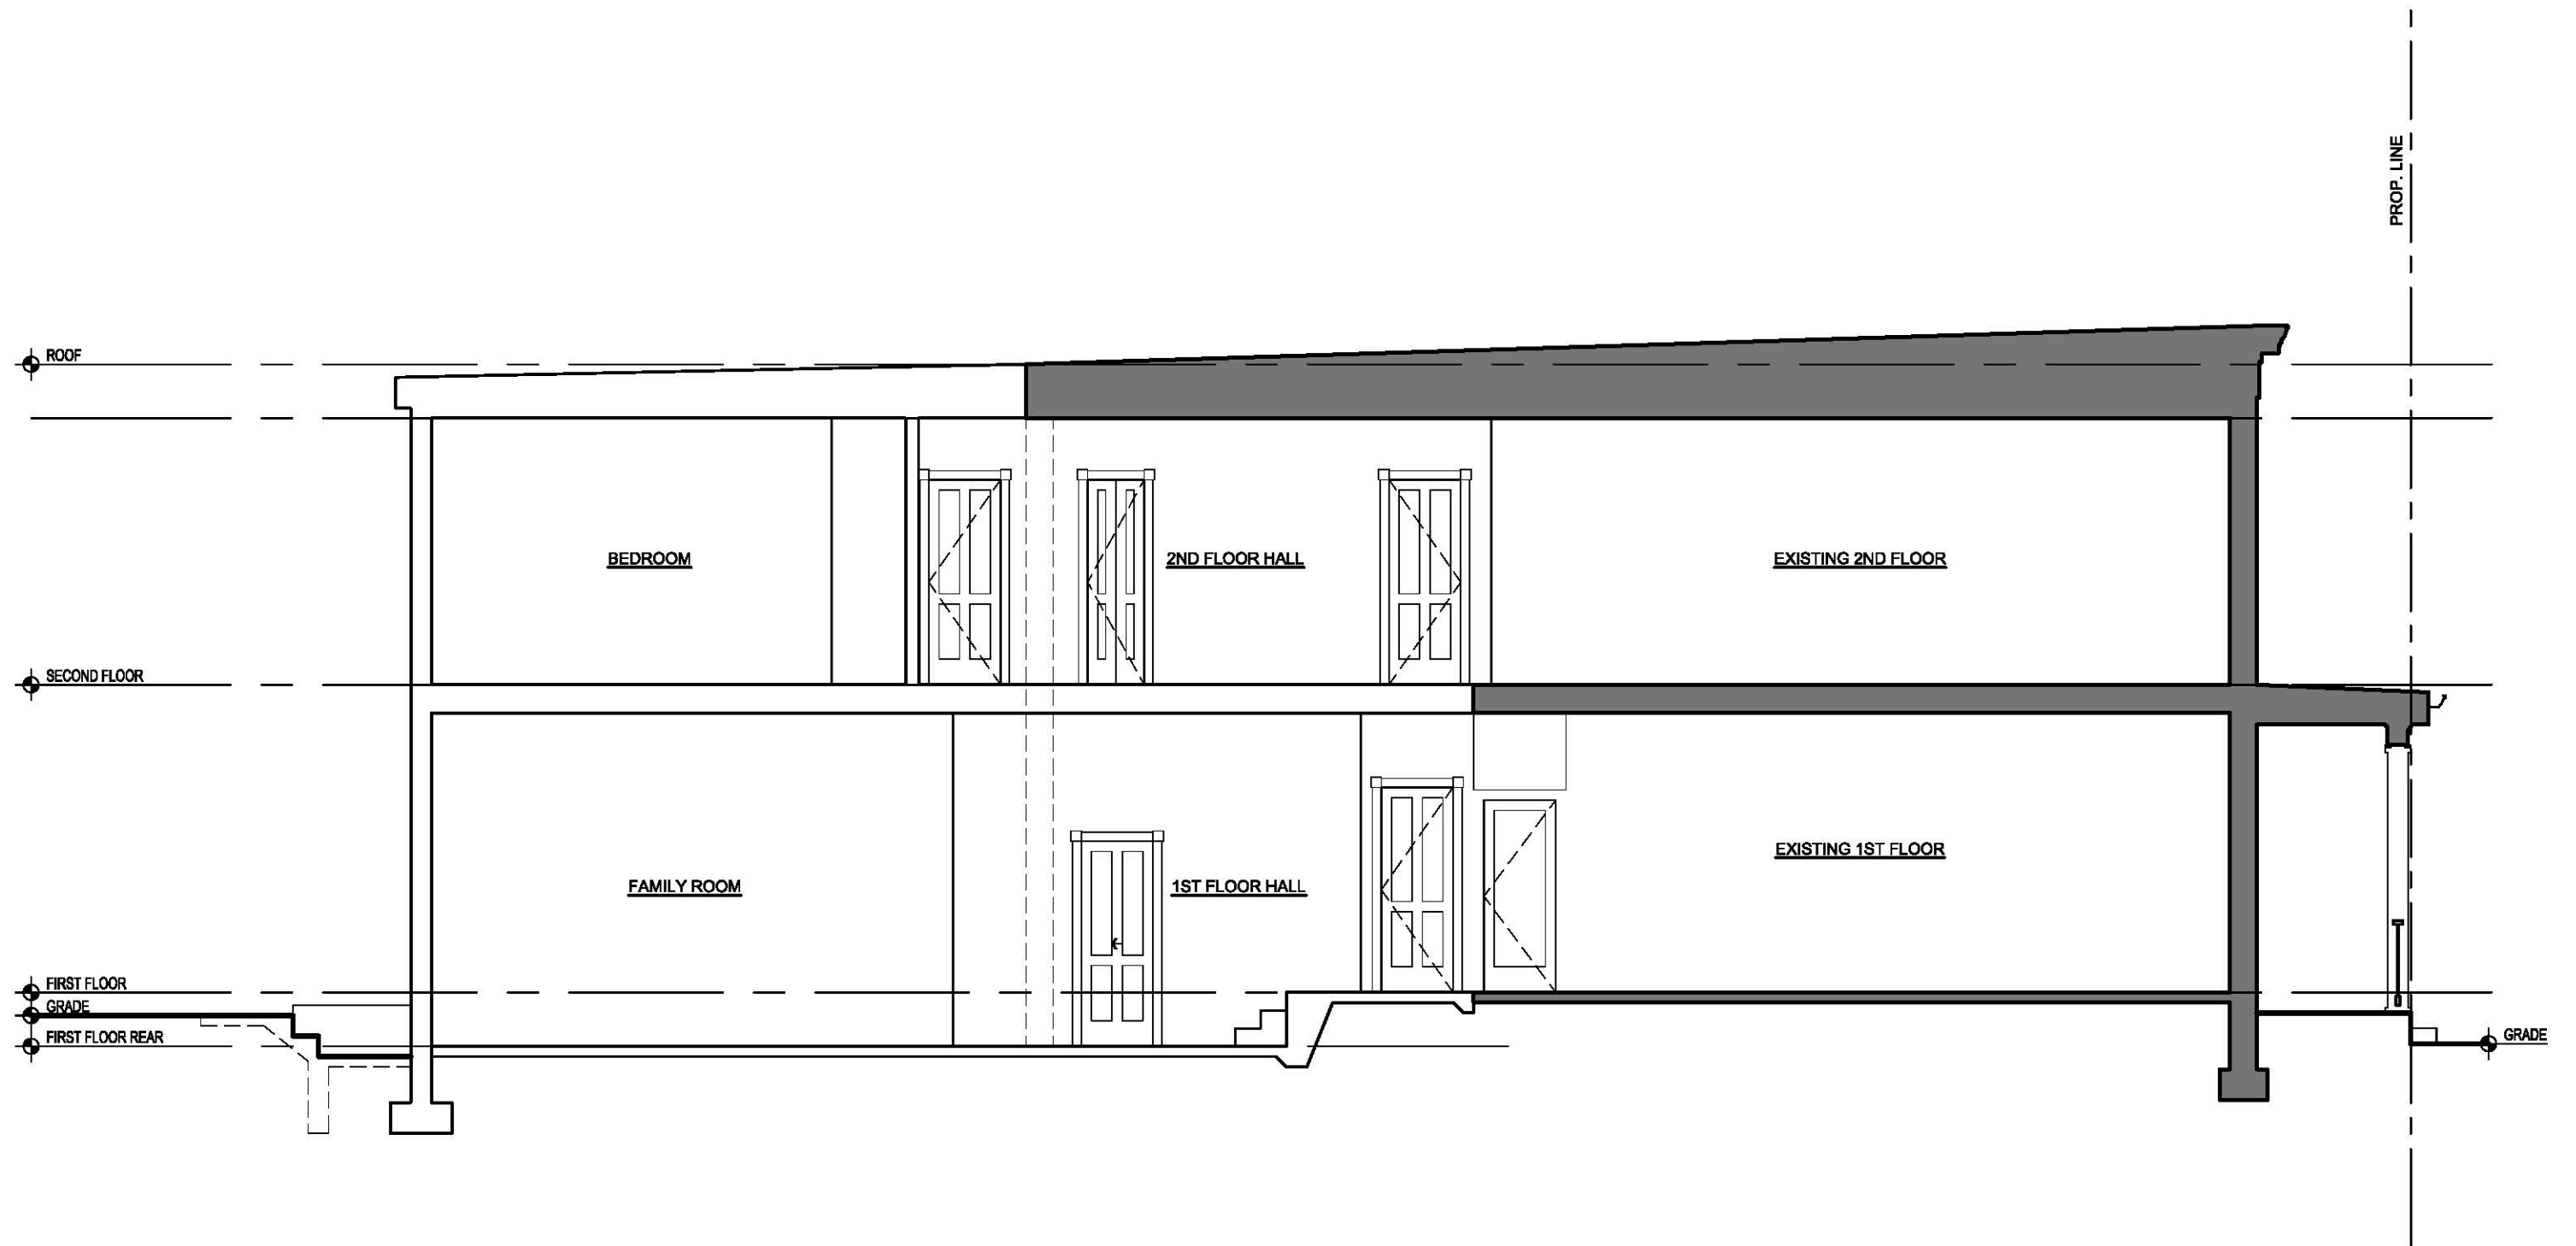 PROP. LINE
ROOF
BEDROOM
2ND FLOOR HALL
EXISTING 2ND FLOOR
SECOND FLOOR
EXISTING 1ST FLOOR
FAMILY ROOM
1ST FLOOR HALL
FIRST FLOOR
GRADE
FIRST FLOOR REAR
GRADE